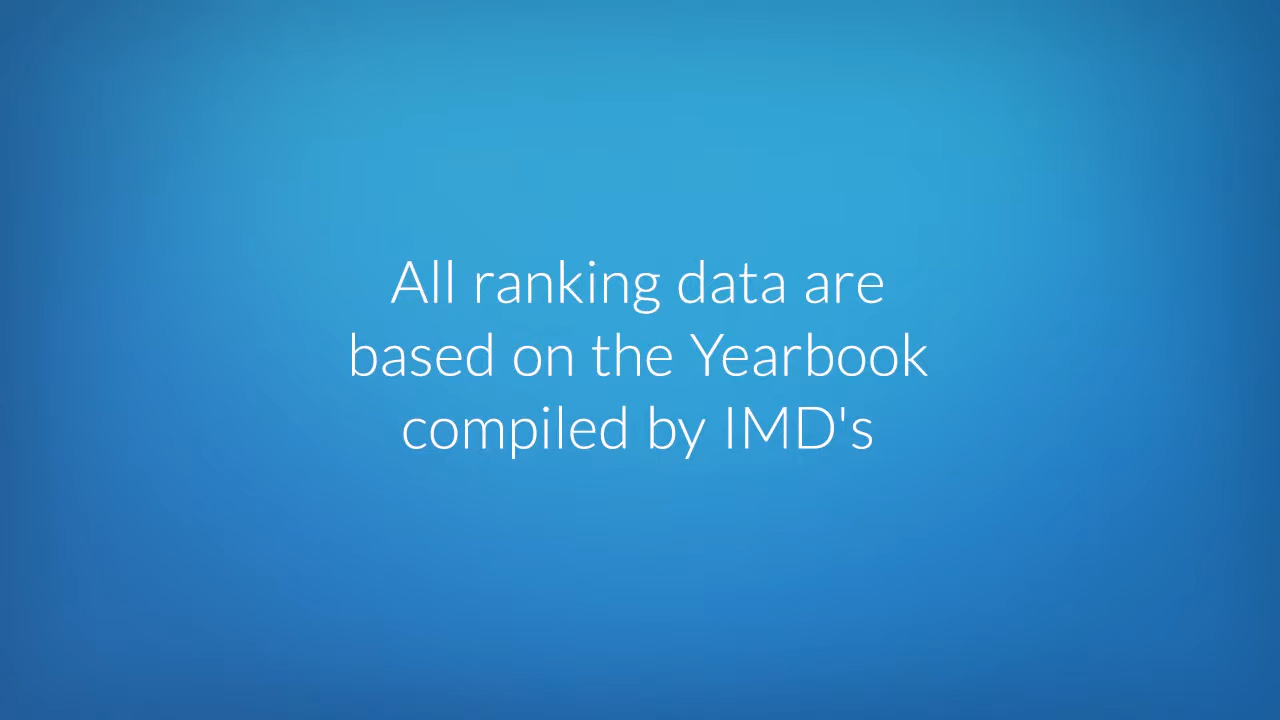 All ranking data are
based on the Yearbook
compiled by IMD's